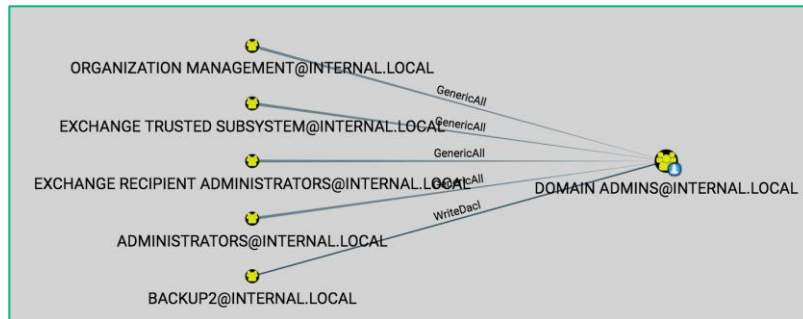 ORGANIZATION MANAGEMENT@INTERNAL.LOCAL
GenericAll
EXCHANGE TRUSTED SUBSYSTEM@INTERNAL.LOCAL
GenericAll
GenericAll
EXCHANGE RECIPIENT ADMINISTRATORS@INTERNAL.LOCAL
GenericAll
DOMAIN ADMINS@INTERNAL.LOCAL
WriteDacl
ADMINISTRATORS@INTERNAL.LOCAL
BACKUP2@INTERNAL.LOCAL